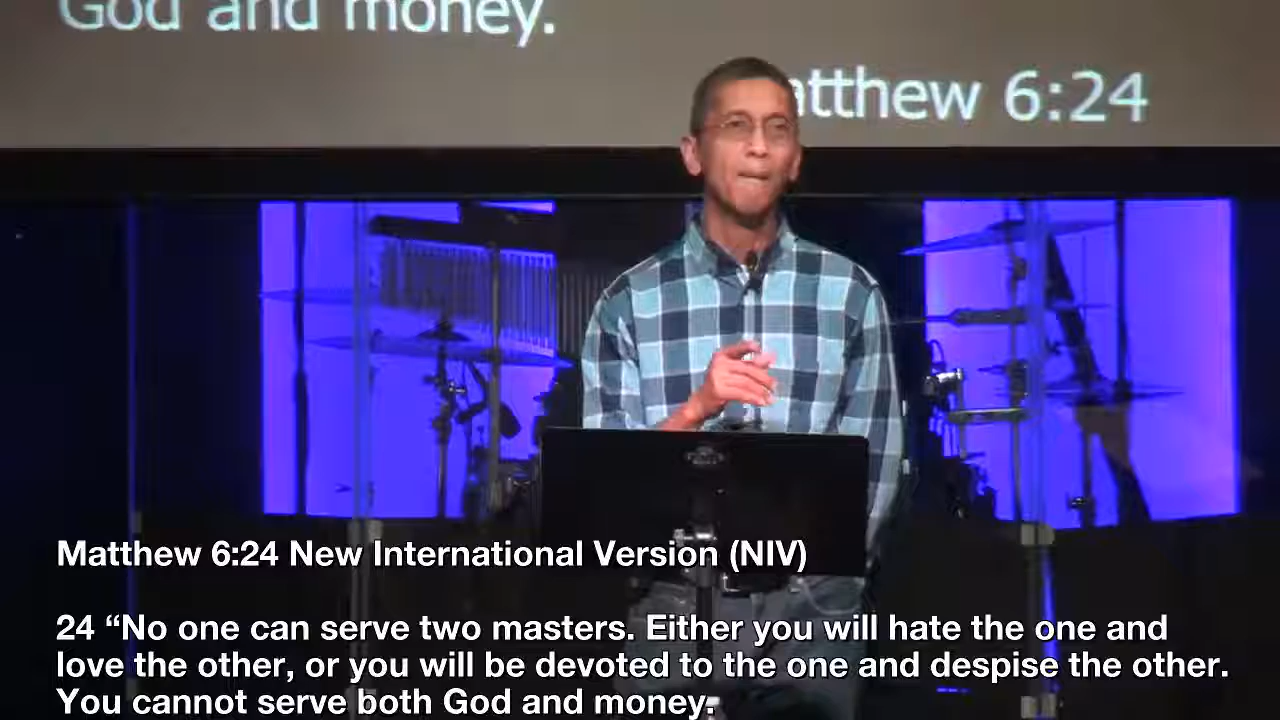 God and money.
atthew 6:24
Matthew 6:24 New International Version (NIV)
24 “No one can serve two masters. Either you will hate the one and
love the other, or you will be devoted to the one and despise the other.
You cannot serve both God and money.